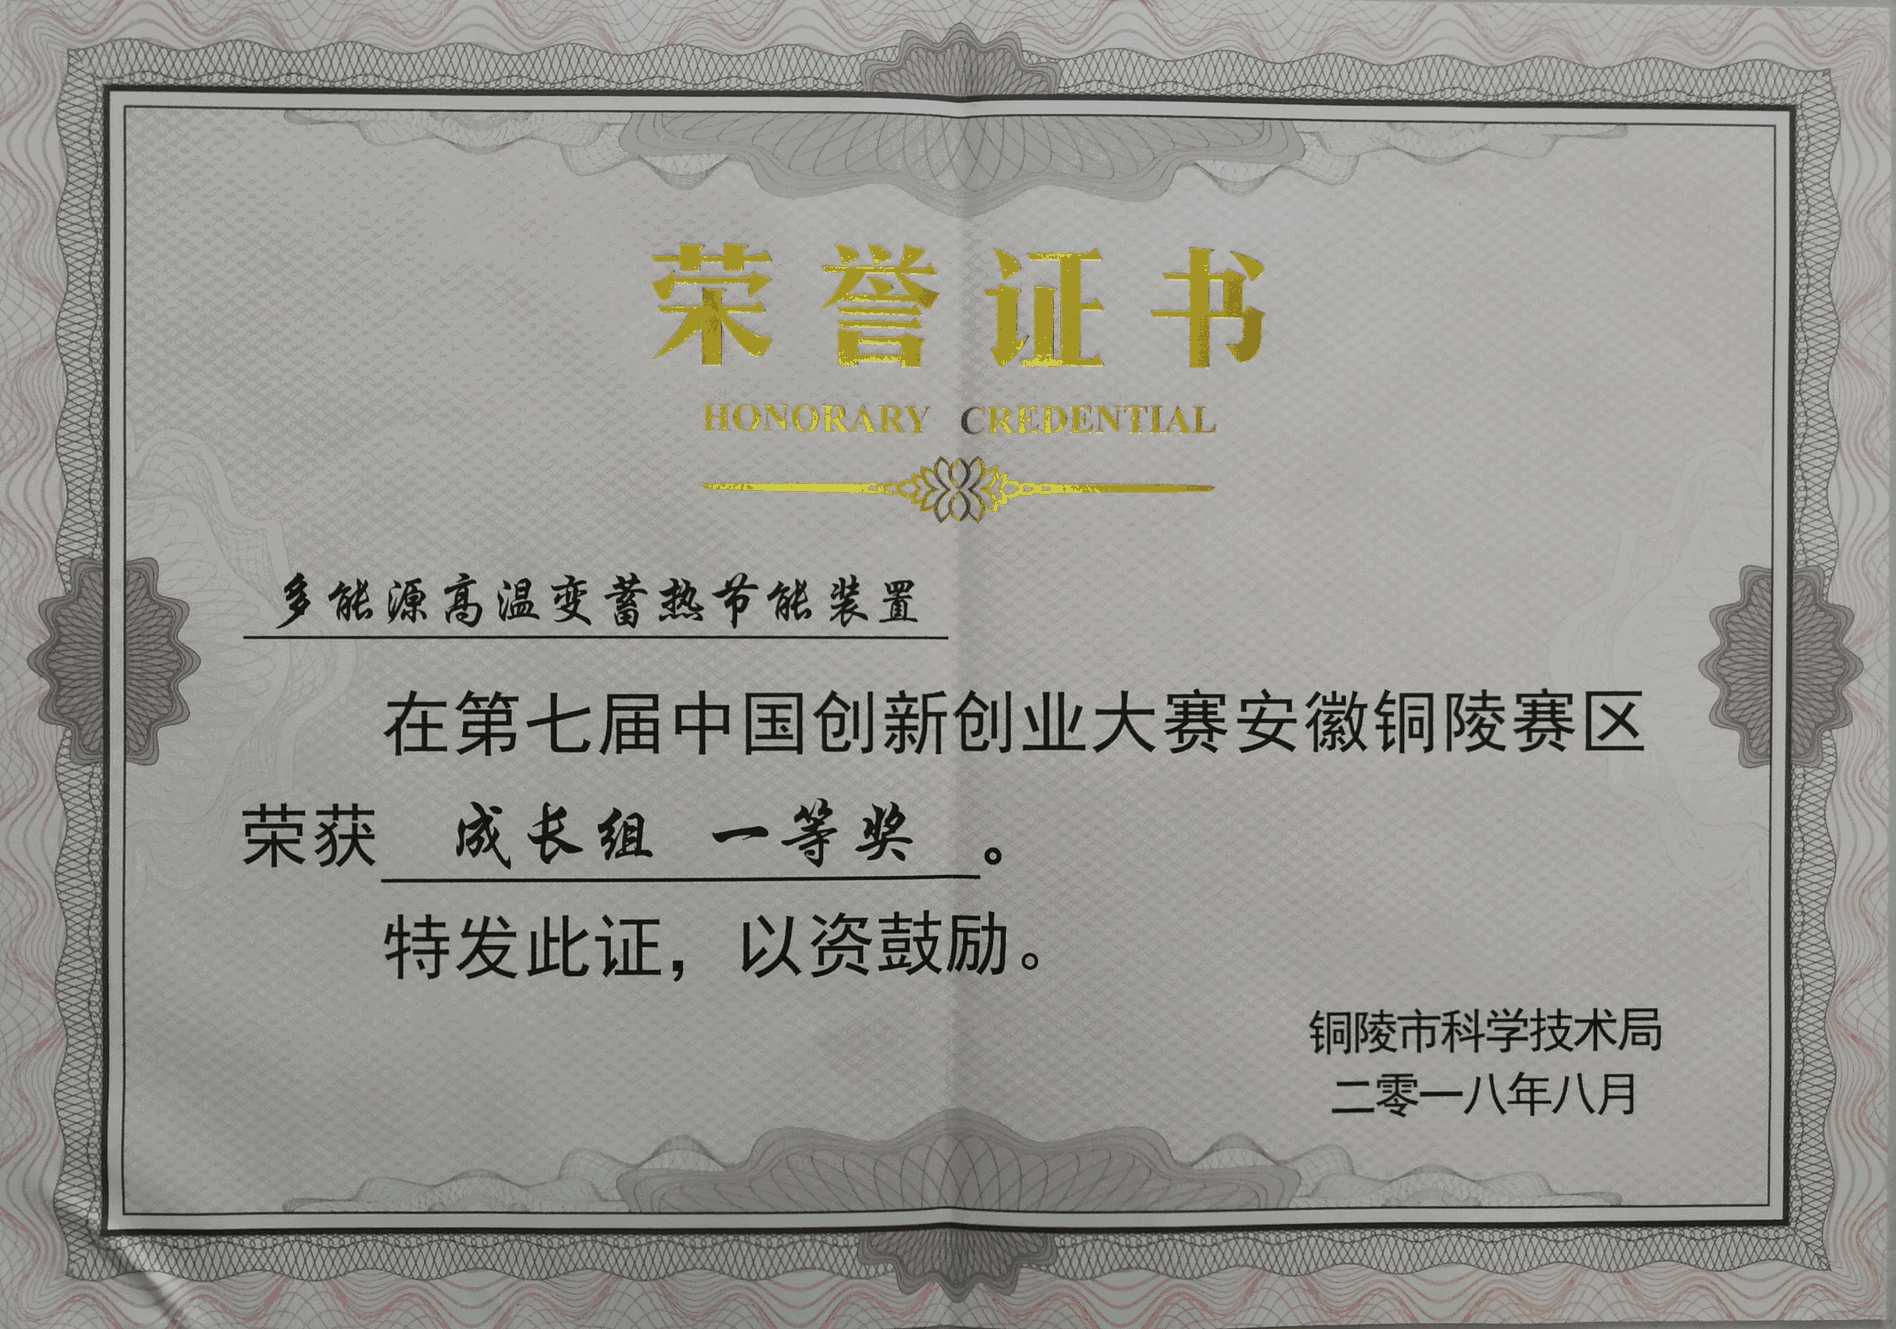 荣誉证书
HONORARY CREDENTIAL
多能源高温变蓄热节能装置
在第七届中国创新创业大赛安徽铜陵赛区
荣获 成长组 一等奖 。
特发此证，以资鼓励。
铜陵市科学技术局
二零一八年八月